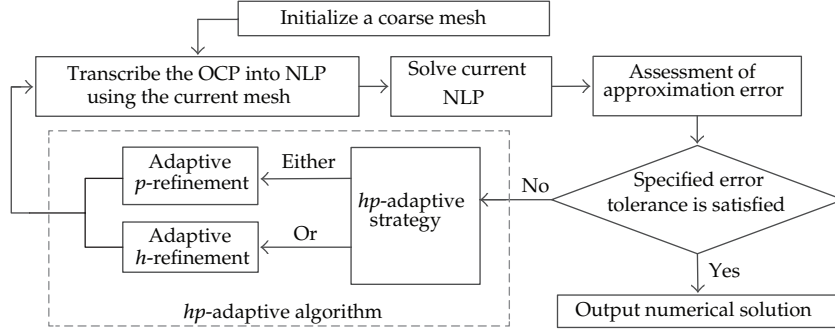 Initialize a coarse mesh
Transcribe the OCP into NLP
using the current mesh
Solve current
NLP
Assessment of
approximation error
Specified error
tolerance is satisfied
No
Yes
Output numerical solution
hp-adaptive
strategy
Either
Or
Adaptive
p-refinement
Adaptive
h-refinement
hp-adaptive algorithm